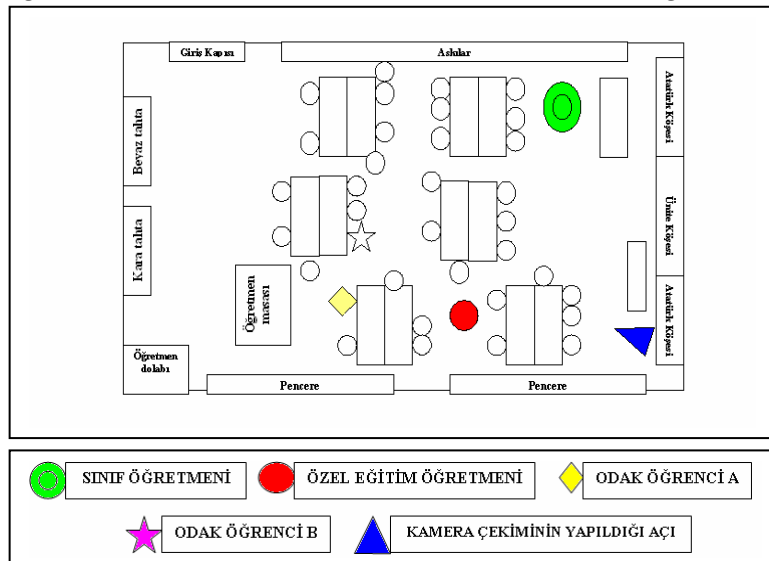 Giriş Kapısı
Askılar
Beyaz tahta
Kara tahta
Öğretmen
masası
Öğretmen
dolabı
Pencere
Pencere
Atatürk Köşesi
Ünite Köşesi
Atatürk Köşesi
SINIF ÖĞRETMENİ
ÖZEL EĞİTİM ÖĞRETMENİ
ODAK ÖĞRENCİ A
ODAK ÖĞRENCİ B
KAMERA ÇEKİMİNİN YAPILDIĞI AÇI